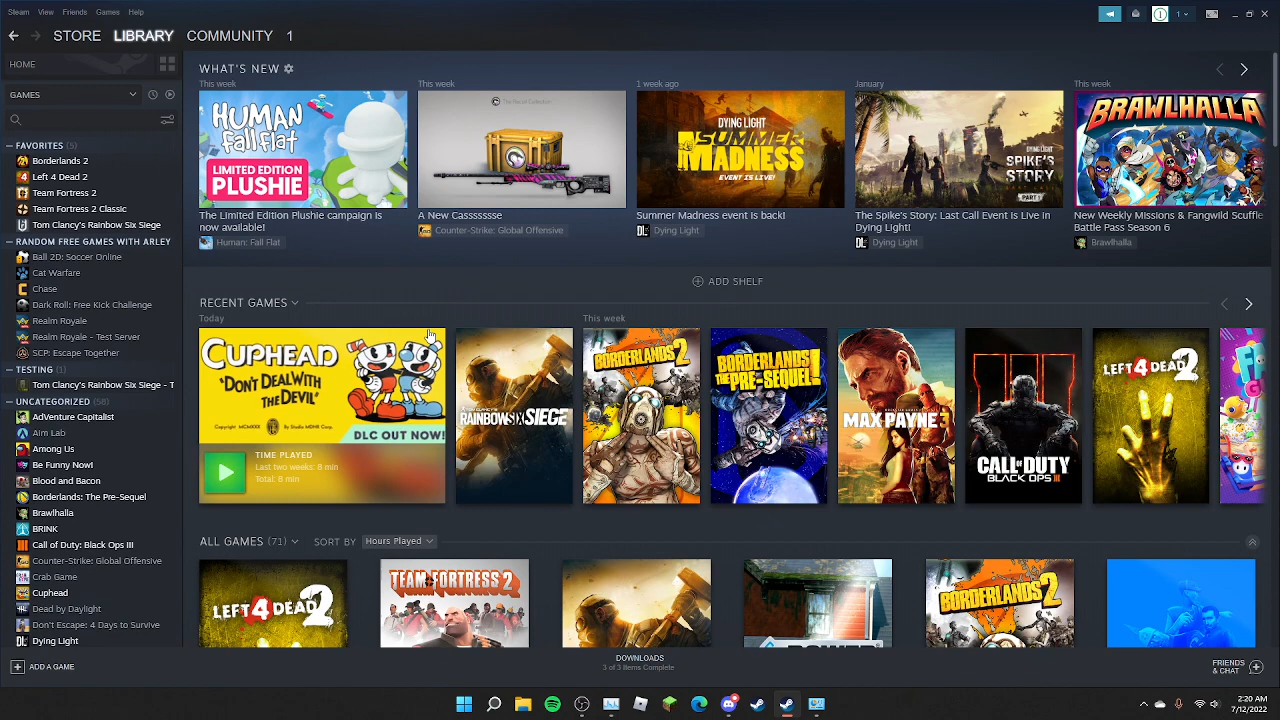 Steam View Friends Games Help
1
STORE LIBRARY COMMUNITY 1
HOME
GAMES
FAVORITES (5)
Borderlands 2
Left 4 Dead 2
Team Fortress 2
Team Fortress 2 Classic
Tom Clancy's Rainbow Six Siege
RANDOM FREE GAMES WITH ARLEY
Ball 2D: Soccer Online
Cat Warfare
Chase
Dark Roll: Free Kick Challenge
Realm Royale
Realm Royale - Test Server
SCP: Escape Together
TESTING (1)
Tom Clancy's Rainbow Six Siege - T
UNCATEGORIZED (58)
AdVenture Capitalist
Aim Lab
Among Us
Be Funny Now!
Blood and Bacon
Borderlands: The Pre-Sequel
Brawlhalla
BRINK
Call of Duty: Black Ops III
Counter-Strike: Global Offensive
Crab Game
Cuphead
Dead by Daylight
Don't Escape: 4 Days to Survive
Dying Light
WHAT'S NEW
This week
HUMAN
fall flat
LIMITED EDITION
PLUSHIE
The Limited Edition Plushie campaign is
now available!
Human: Fall Flat
This week
A New Casesesse
Counter-Strike: Global Offensive
1 week ago
DYING LIGHT
SUMMER
MADNESS
EVENT IS LIVE!
Summer Madness event is back!
Dying Light
January
DYING LIGHT
SPIKE'S
STORY
PART 1
The Spike's Story: Last Call Event is Live in
Dying Light!
Dying Light
This week
BRAWLHALLA
New Weekly Missions & Fangwild Scuffle
Battle Pass Season 6
Brawlhalla
ADD SHELF
RECENT GAMES
Today
CUPHEAD
"DON'T DEAL WITH
THE DEVIL"
Copyright MCMXXX By Studio MDHR Corp.
DLC OUT NOW!
TIME PLAYED
Last two weeks: 8 min
Total: 8 min
TOM CLANCY'S
RAINBOW SIX SIEGE
This week
BORDERLANDS 2
BORDERLANDS
THE PRE-SEQUEL!
MAX PAYNE 3
III
CALL OF DUTY
BLACK OPS III
LEFT 4 DEAD 2
ALL GAMES (71) SORT BY Hours Played
LEFT 4 DEAD 2
TEAM FORTRESS 2
BORDERLANDS 2
ADD A GAME
DOWNLOADS
3 of 3 Items Complete
FRIENDS
& CHAT
2:20 AM
7/12/2022